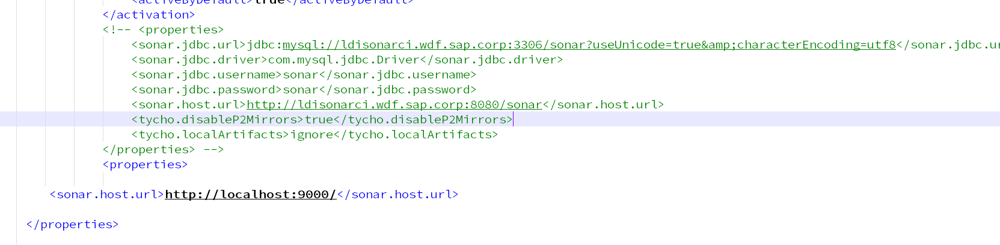 <activeByDefault>true</activeByDefault>
</activation>
<!-- <properties>
<sonar.jdbc.url>jdbc:mysql://ldisonarci.wdf.sap.corp:3306/sonar?useUnicode=true&amp;characterEncoding=utf8</sonar.jdbc.ur
<sonar.jdbc.driver>com.mysql.jdbc.Driver</sonar.jdbc.driver>
<sonar.jdbc.username>sonar</sonar.jdbc.username>
<sonar.jdbc.password>sonar</sonar.jdbc.password>
<sonar.host.url>http://ldisonarci.wdf.sap.corp:8080/sonar</sonar.host.url>
<tycho.disableP2Mirrors>true</tycho.disableP2Mirrors>
<tycho.localArtifacts>ignore</tycho.localArtifacts>
</properties> -->
<properties>
<sonar.host.url>http://localhost:9000/</sonar.host.url>
</properties>